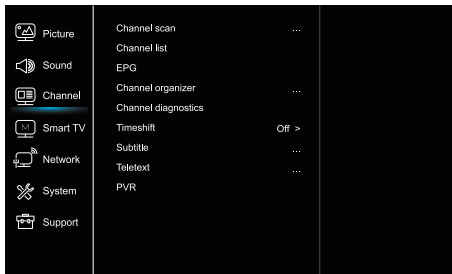 Picture
Sound
Channel
Smart TV
Network
System
Support
Channel scan ...
Channel list
EPG
Channel organizer ...
Channel diagnostics
Timeshift Off >
Subtitle ...
Teletext ...
PVR